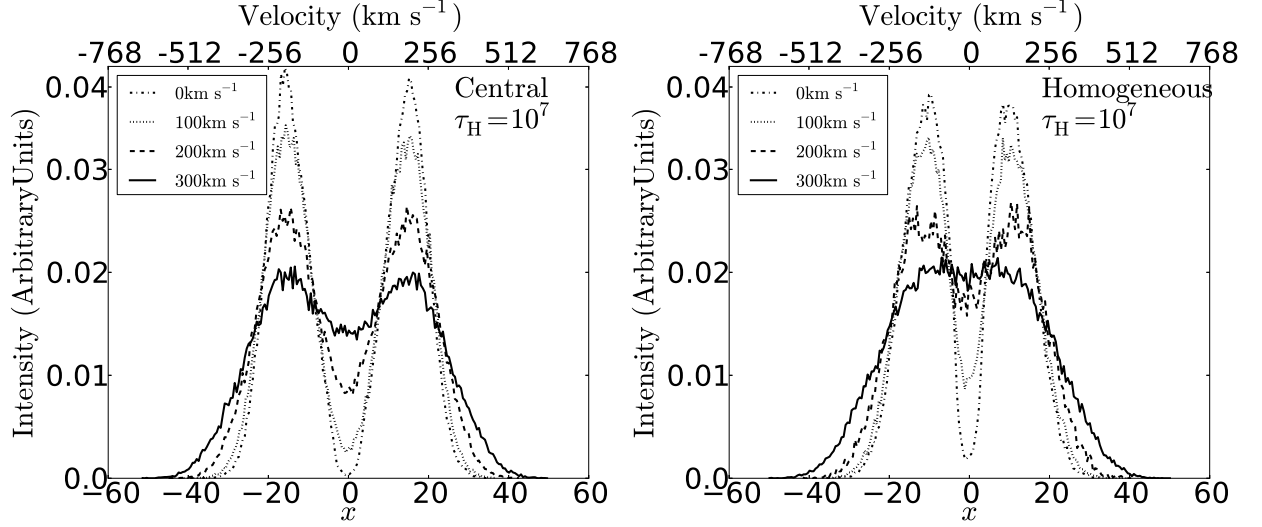 Velocity (km s⁻¹)
-768 -512 -256 0 256 512 768
0.04
0.03
0.02
0.01
0.0
Intensity (ArbitraryUnits)
0km s⁻¹
100km s⁻¹
200km s⁻¹
300km s⁻¹
Central
τ_H=10⁷
−60 −40 −20 0 20 40 60
x
Velocity (km s⁻¹)
-768 -512 -256 0 256 512 768
0.04
0.03
0.02
0.01
0.0
Intensity (ArbitraryUnits)
0km s⁻¹
100km s⁻¹
200km s⁻¹
300km s⁻¹
Homogeneous
τ_H=10⁷
−60 −40 −20 0 20 40 60
x